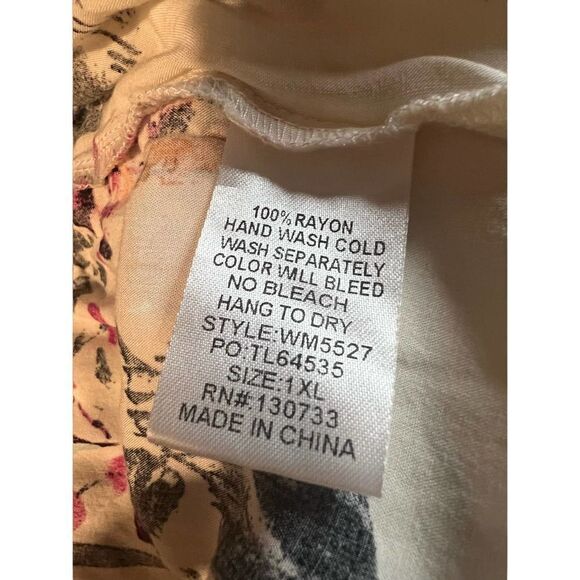 100%RAYON
HAND WASH COLD
WASH SEPARATELY
COLOR WILL BLEED
NO BLEACH
HANG TO DRY
STYLE:WM5527
PO:TL64535
SIZE:1XL
RN#:130733
MADE IN CHINA